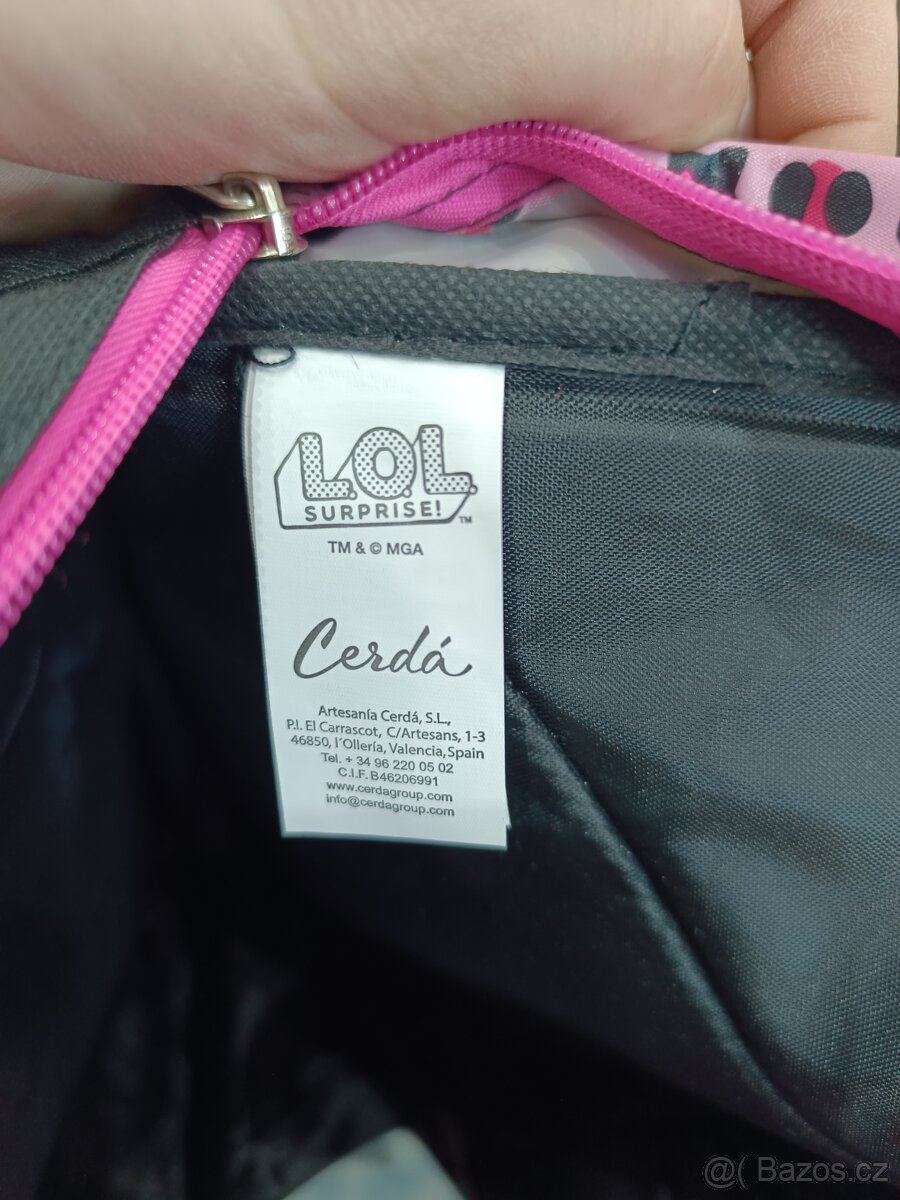 L.O.L.
SURPRISE!™
TM & © MGA
Cerdá
Artesanía Cerdá, S.L.,
P.I. El Carrascot, C/Artesans, 1-3
46850, l´Ollería, Valencia, Spain
Tel. + 34 96 220 05 02
C.I.F. B46206991
www.cerdagroup.com
info@cerdagroup.com
@( Bazos.cz